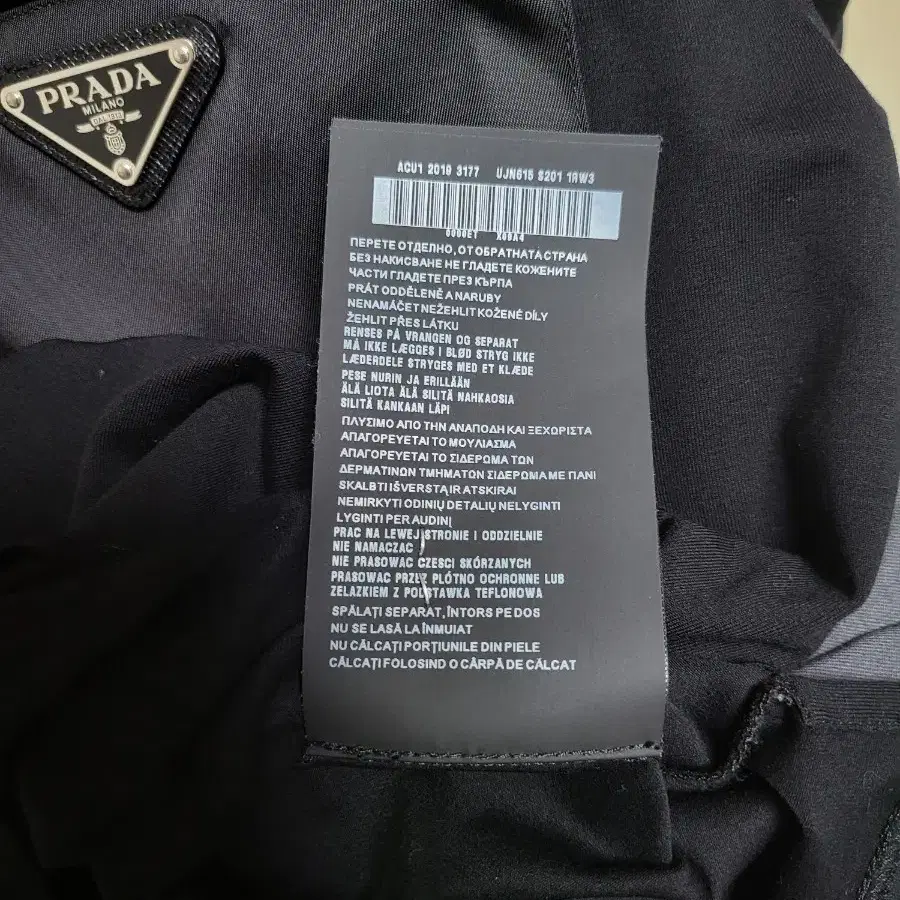 PRADA
MILANO
DAL 1913
ACU1 2019 3177 UJN615 S201 1RW3
0000ET X09A4
ПЕРЕТЕ ОТДЕЛНО, ОТ ОБРАТНАТА СТРАНА
БЕЗ НАКИСВАНЕ НЕ ГЛАДЕТЕ КОЖЕНИТЕ
ЧАСТИ ГЛАДЕТЕ ПРЕЗ КЪРПА
PRÁT ODDĚLENĚ A NARUBY
NENAMÁČET NEŽEHLIT KOŽENÉ DÍLY
ŽEHLIT PŘES LÁTKU
RENSES PÅ VRANGEN OG SEPARAT
MÅ IKKE LÆGGES I BLØD STRYG IKKE
LÆDERDELE STRYGES MED ET KLÆDE
PESE NURIN JA ERILLÄÄN
ÄLÄ LIOTA ÄLÄ SILITÄ NAHKAOSIA
SILITÄ KANKAAN LÄPI
ΠΛΥΣΙΜΟ ΑΠΟ ΤΗΝ ΑΝΑΠΟΔΗ ΚΑΙ ΞΕΧΩΡΙΣΤΑ
ΑΠΑΓΟΡΕΥΕΤΑΙ ΤΟ ΜΟΥΛΙΑΣΜΑ
ΑΠΑΓΟΡΕΥΕΤΑΙ ΤΟ ΣΙΔΕΡΩΜΑ ΤΩΝ
ΔΕΡΜΑΤΙΝΩΝ ΤΜΗΜΑΤΩΝ ΣΙΔΕΡΩΜΑ ΜΕ ΠΑΝΙ
SKALBTI IŠVERSTĄ IR ATSKIRAI
NEMIRKYTI ODINIŲ DETALIŲ NELYGINTI
LYGINTI PER AUDINĮ
PRAC NA LEWEJ STRONIE I ODDZIELNIE
NIE NAMACZAC
NIE PRASOWAC CZESCI SKÓRZANYCH
PRASOWAC PRZEZ PLÓTNO OCHRONNE LUB
ZELAZKIEM Z PODSTAWKA TEFLONOWA
SPĂLAȚI SEPARAT, ÎNTORS PE DOS
NU SE LASĂ LA ÎNMUIAT
NU CĂLCAȚI PORȚIUNILE DIN PIELE
CĂLCAȚI FOLOSIND O CÂRPĂ DE CĂLCAT